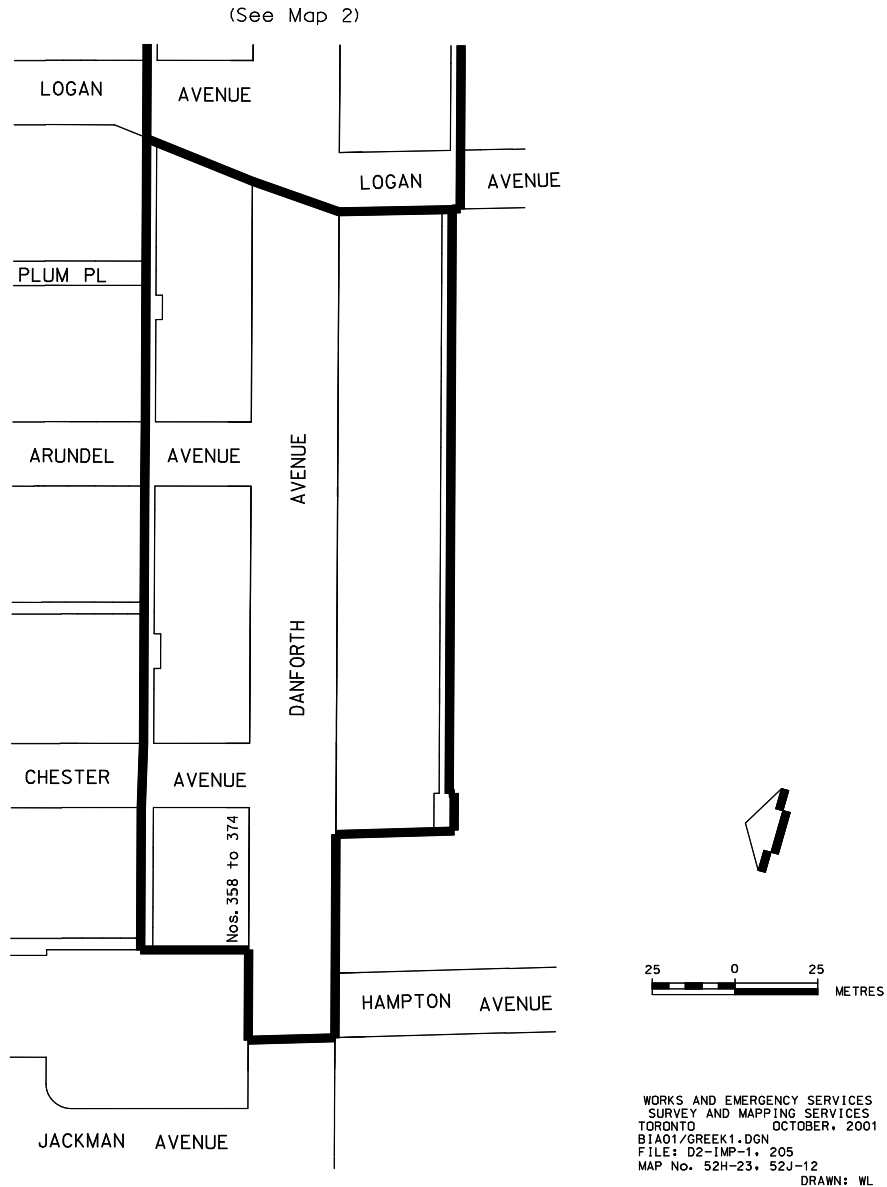 (See Map 2)
LOGAN AVENUE
LOGAN AVENUE
PLUM PL
ARUNDEL AVENUE
DANFORTH AVENUE
CHESTER AVENUE
Nos. 358 to 374
HAMPTON AVENUE
JACKMAN AVENUE
25 0 25
METRES
WORKS AND EMERGENCY SERVICES
SURVEY AND MAPPING SERVICES
TORONTO OCTOBER, 2001
BIA01/GREEK1.DGN
FILE: D2-IMP-1, 205
MAP No. 52H-23, 52J-12
DRAWN: WL